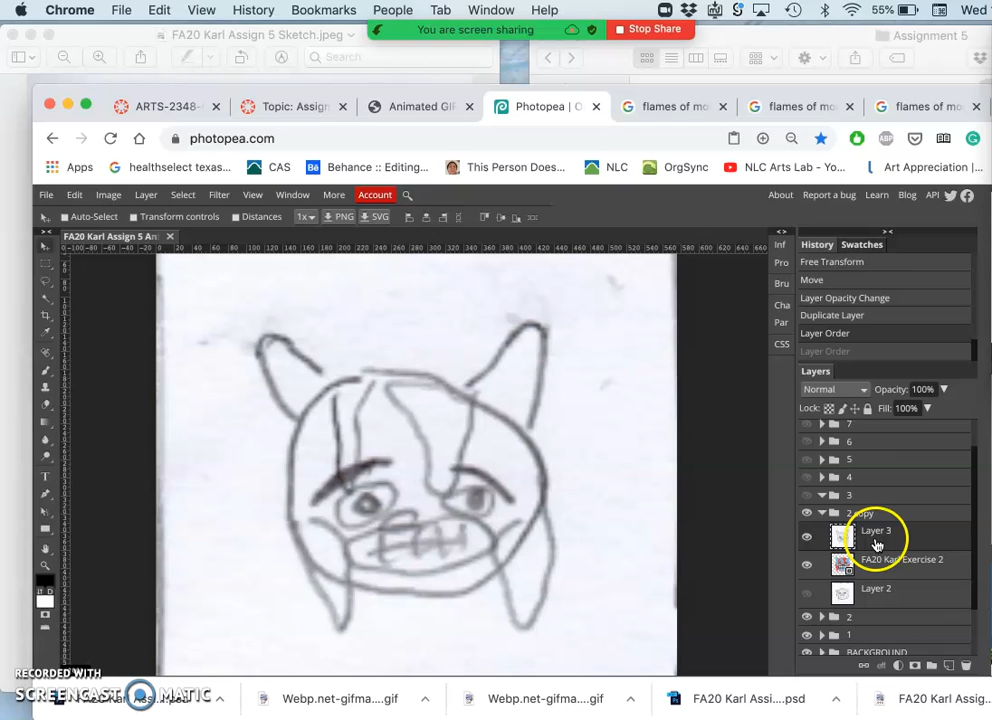 Chrome File Edit View History Bookmarks People Tab Window Help 55% Wed
FA20 Karl Assign 5 Sketch.jpeg You are screen sharing Stop Share Assignment 5
Search
ARTS-2348- Topic: Assign Animated GIF Photopea | O flames of mo flames of mo flames of mo
photopea.com
Apps healthselect texas... CAS Behance :: Editing... This Person Does... NLC OrgSync NLC Arts Lab - Yo... Art Appreciation |
File Edit Image Layer Select Filter View Window More Account About Report a bug Learn Blog API
Auto-Select Transform controls Distances 1x PNG SVG
FA20 Karl Assign 5 An
Inf
Pro
Bru
Cha
Par
CSS
History Swatches
Free Transform
Move
Layer Opacity Change
Duplicate Layer
Layer Order
Layer Order
Layers
Normal Opacity: 100%
Lock: Fill: 100%
7
6
5
4
3
2 copy
Layer 3
FA20 Karl Exercise 2
Layer 2
2
1
BACKGROUND
RECORDED WITH
SCREENCAST MATIC
Webp.net-gifma....gif Webp.net-gifma....gif FA20 Karl Assi....psd FA20 Karl Assi